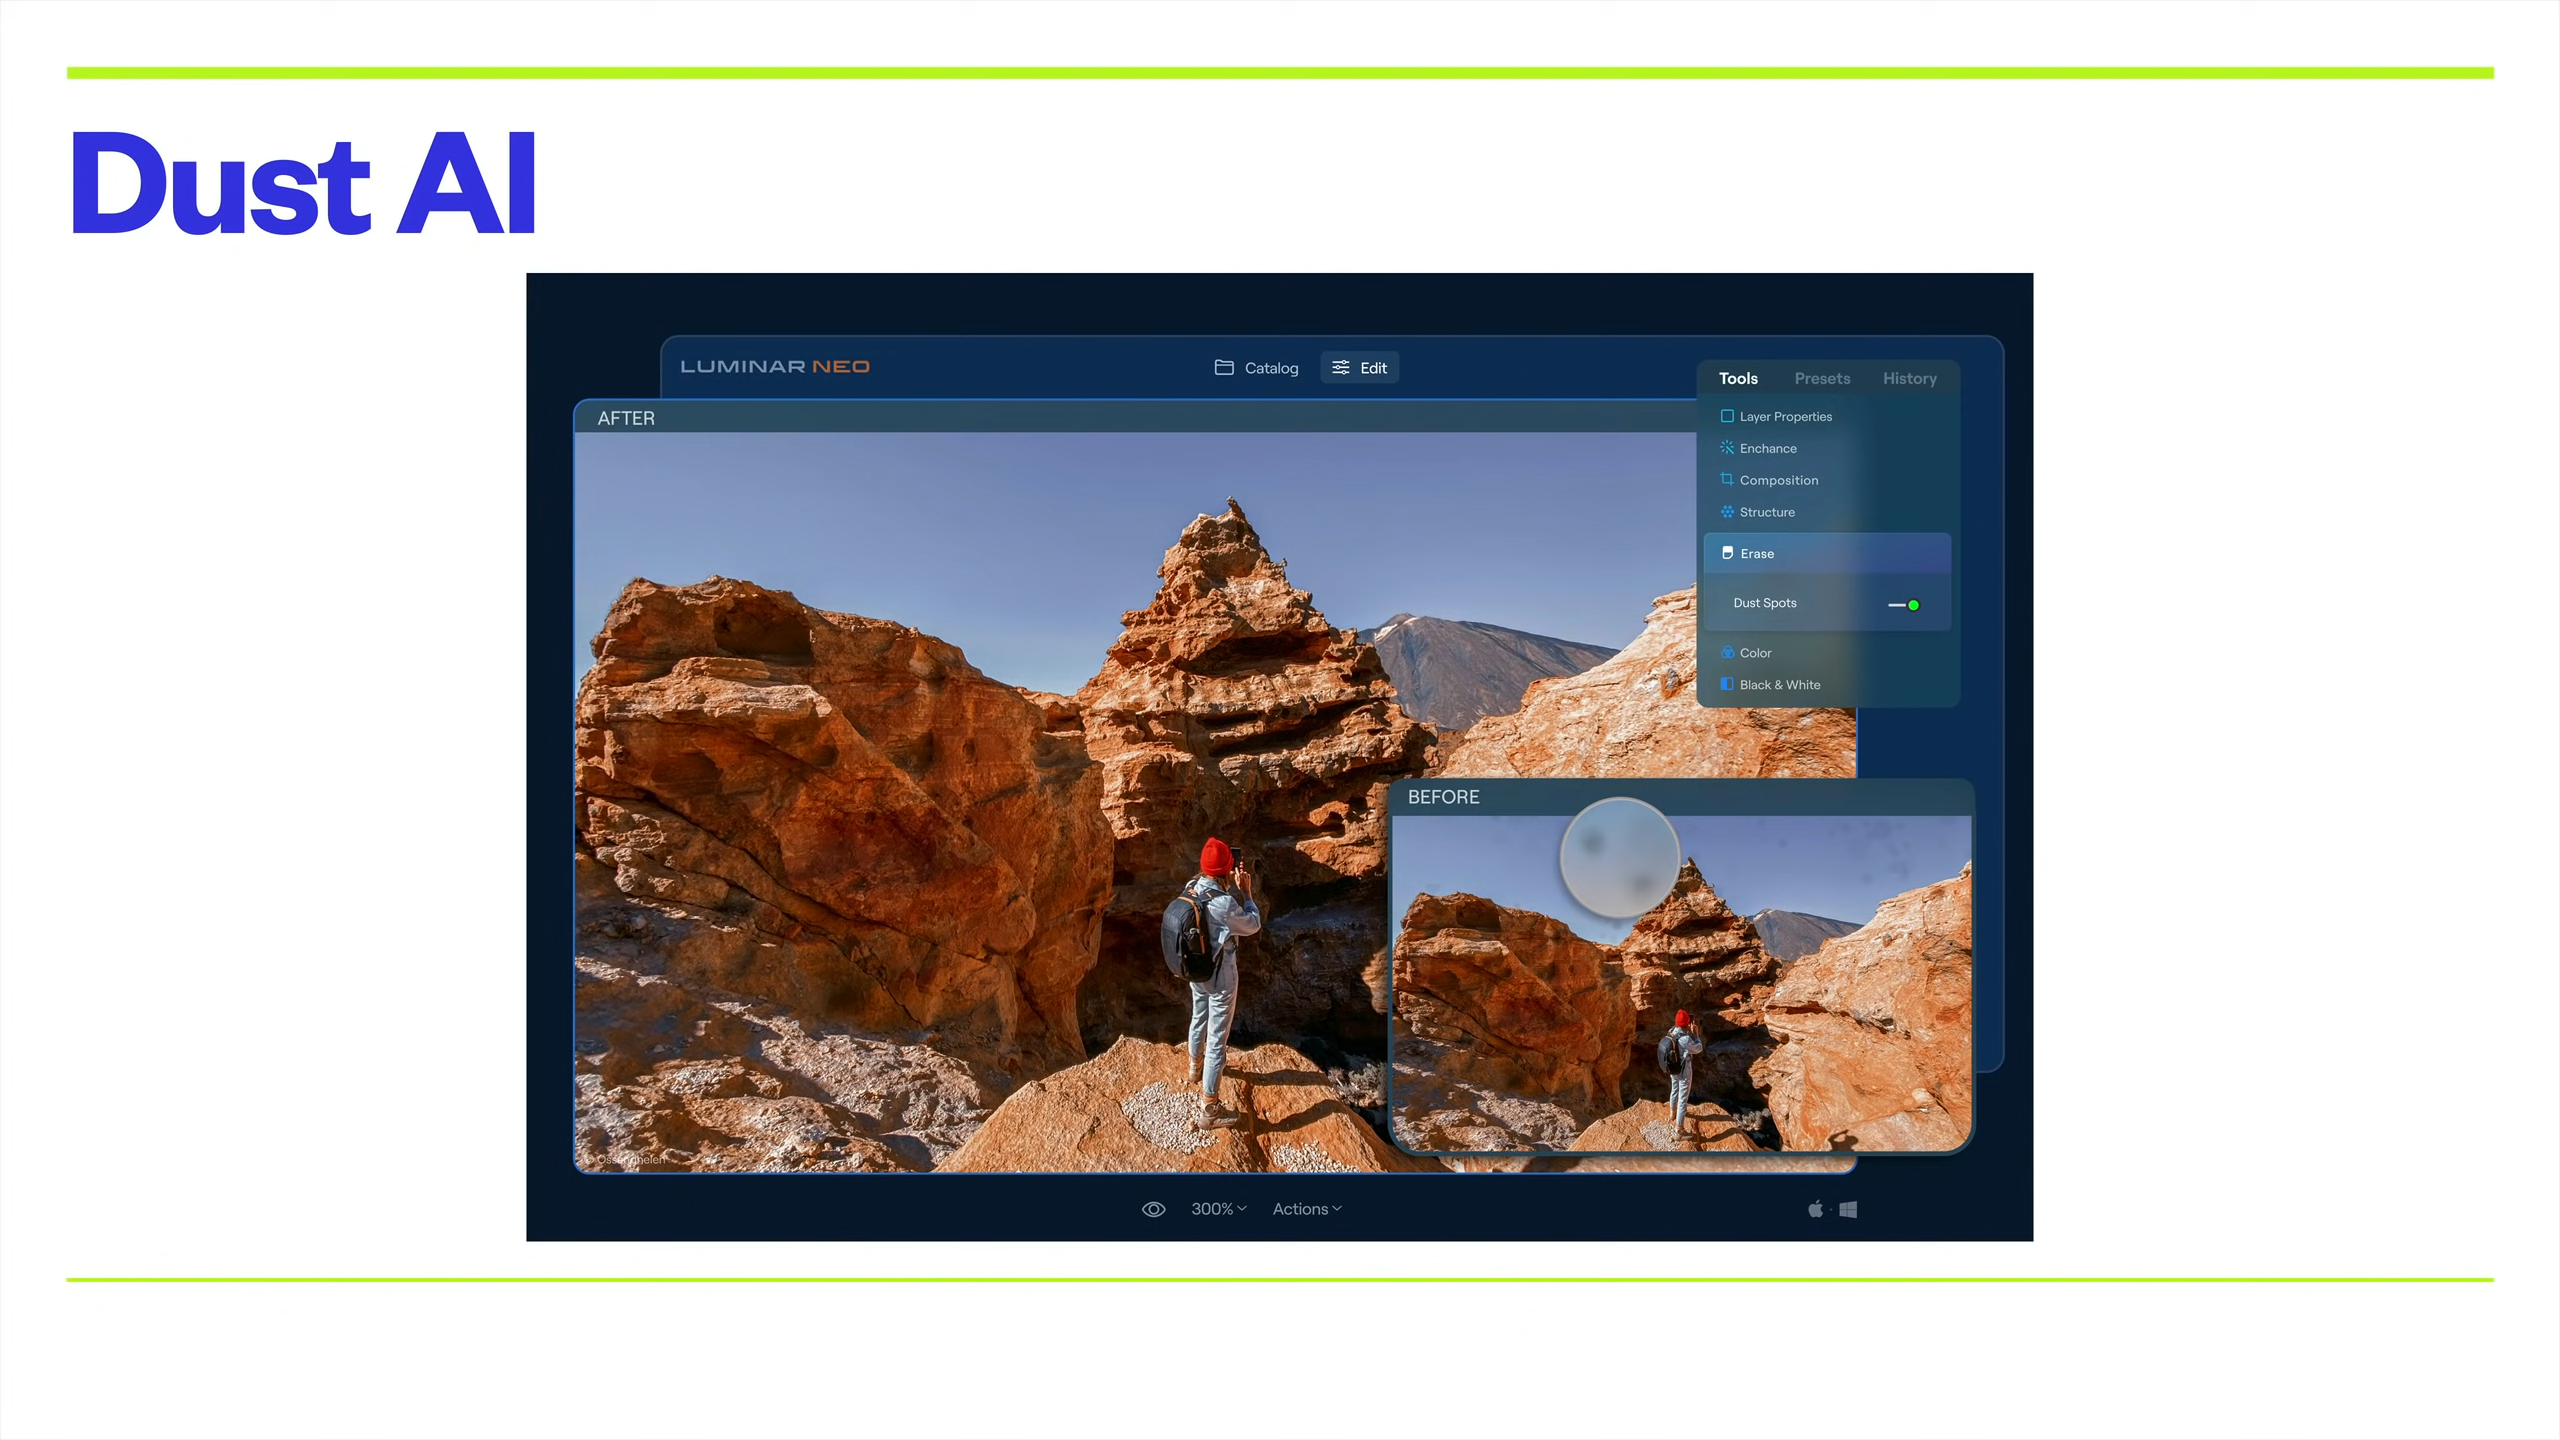 Dust AI
LUMINAR NEO
Catalog
Edit
Tools
Presets
History
AFTER
Layer Properties
Enchance
Composition
Structure
Erase
Dust Spots
Color
Black & White
BEFORE
300%
Actions